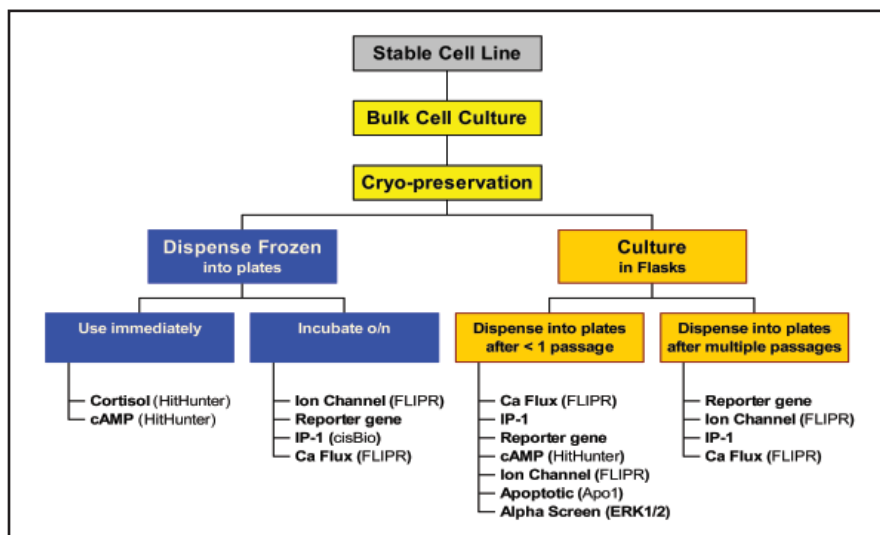 Stable Cell Line
Bulk Cell Culture
Cryo-preservation
Dispense Frozen
into plates
Culture
in Flasks
Use immediately
Incubate o/n
Dispense into plates
after < 1 passage
Dispense into plates
after multiple passages
Cortisol (HitHunter)
cAMP (HitHunter)
Ion Channel (FLIPR)
Reporter gene
IP-1 (cisBio)
Ca Flux (FLIPR)
Ca Flux (FLIPR)
IP-1
Reporter gene
cAMP (HitHunter)
Ion Channel (FLIPR)
Apoptotic (Apo1)
Alpha Screen (ERK1/2)
Reporter gene
Ion Channel (FLIPR)
IP-1
Ca Flux (FLIPR)